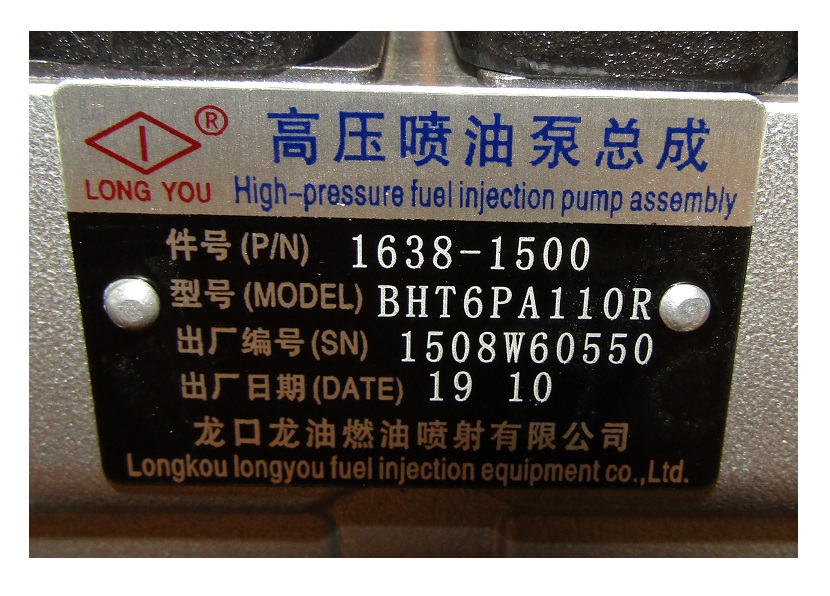 ®
LONG YOU
高压喷油泵总成
High-pressure fuel injection pump assembly
件号(P/N) 1638-1500
型号(MODEL) BHT6PA110R
出厂编号(SN) 1508W60550
出厂日期(DATE) 19 10
龙口龙油燃油喷射有限公司
Longkou longyou fuel injection equipment co.,Ltd.